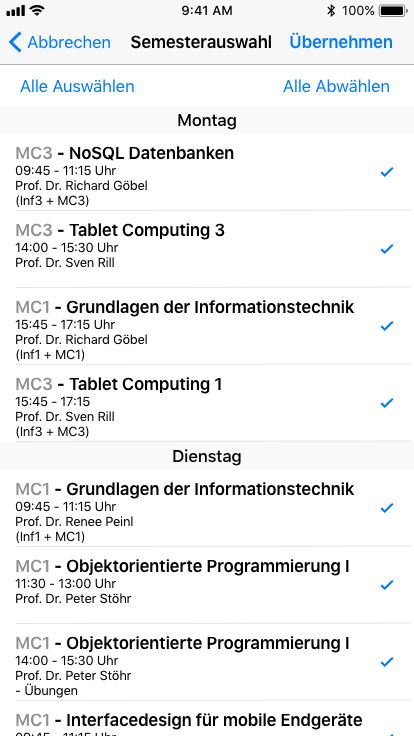 9:41 AM 100%
Abbrechen Semesterauswahl Übernehmen
Alle Auswählen Alle Abwählen
Montag
MC3 - NoSQL Datenbanken
09:45 - 11:15 Uhr
Prof. Dr. Richard Göbel
(Inf3 + MC3)
MC3 - Tablet Computing 3
14:00 - 15:30 Uhr
Prof. Dr. Sven Rill
MC1 - Grundlagen der Informationstechnik
15:45 - 17:15 Uhr
Prof. Dr. Richard Göbel
(Inf1 + MC1)
MC3 - Tablet Computing 1
15:45 - 17:15
Prof. Dr. Sven Rill
(Inf3 + MC3)
Dienstag
MC1 - Grundlagen der Informationstechnik
09:45 - 11:15 Uhr
Prof. Dr. Renee Peinl
(Inf1 + MC1)
MC1 - Objektorientierte Programmierung I
11:30 - 13:00 Uhr
Prof. Dr. Peter Stöhr
MC1 - Objektorientierte Programmierung I
14:00 - 15:30 Uhr
Prof. Dr. Peter Stöhr
- Übungen
MC1 - Interfacedesign für mobile Endgeräte
09:45 - 11:15 Uhr